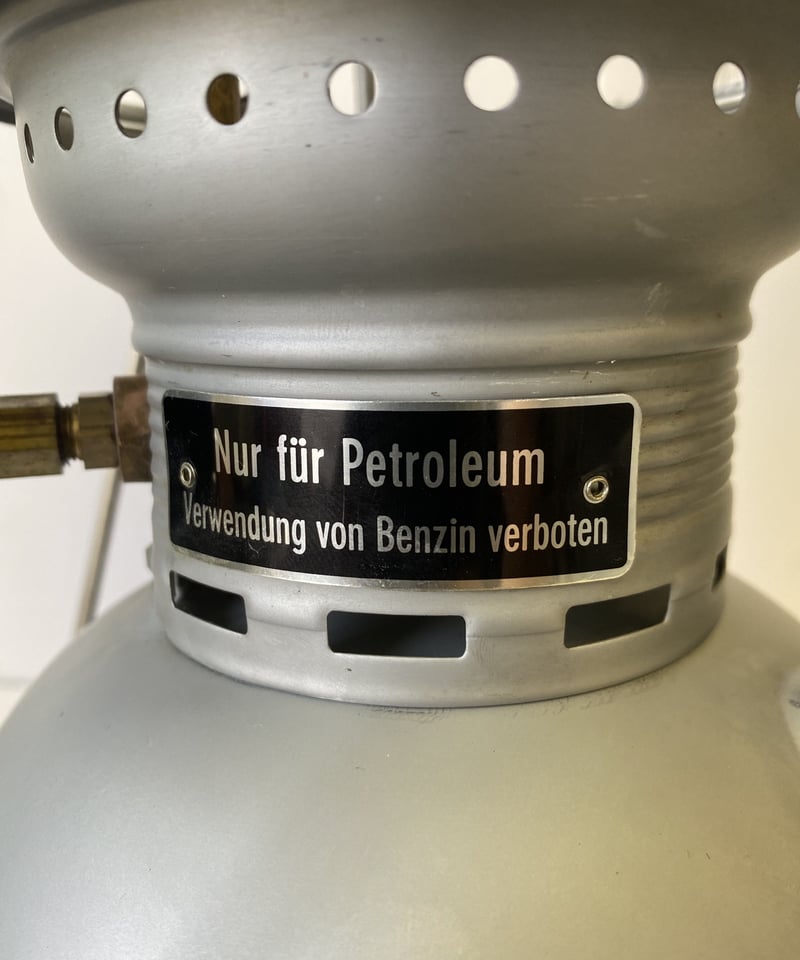 Nur für Petroleum
Verwendung von Benzin verboten